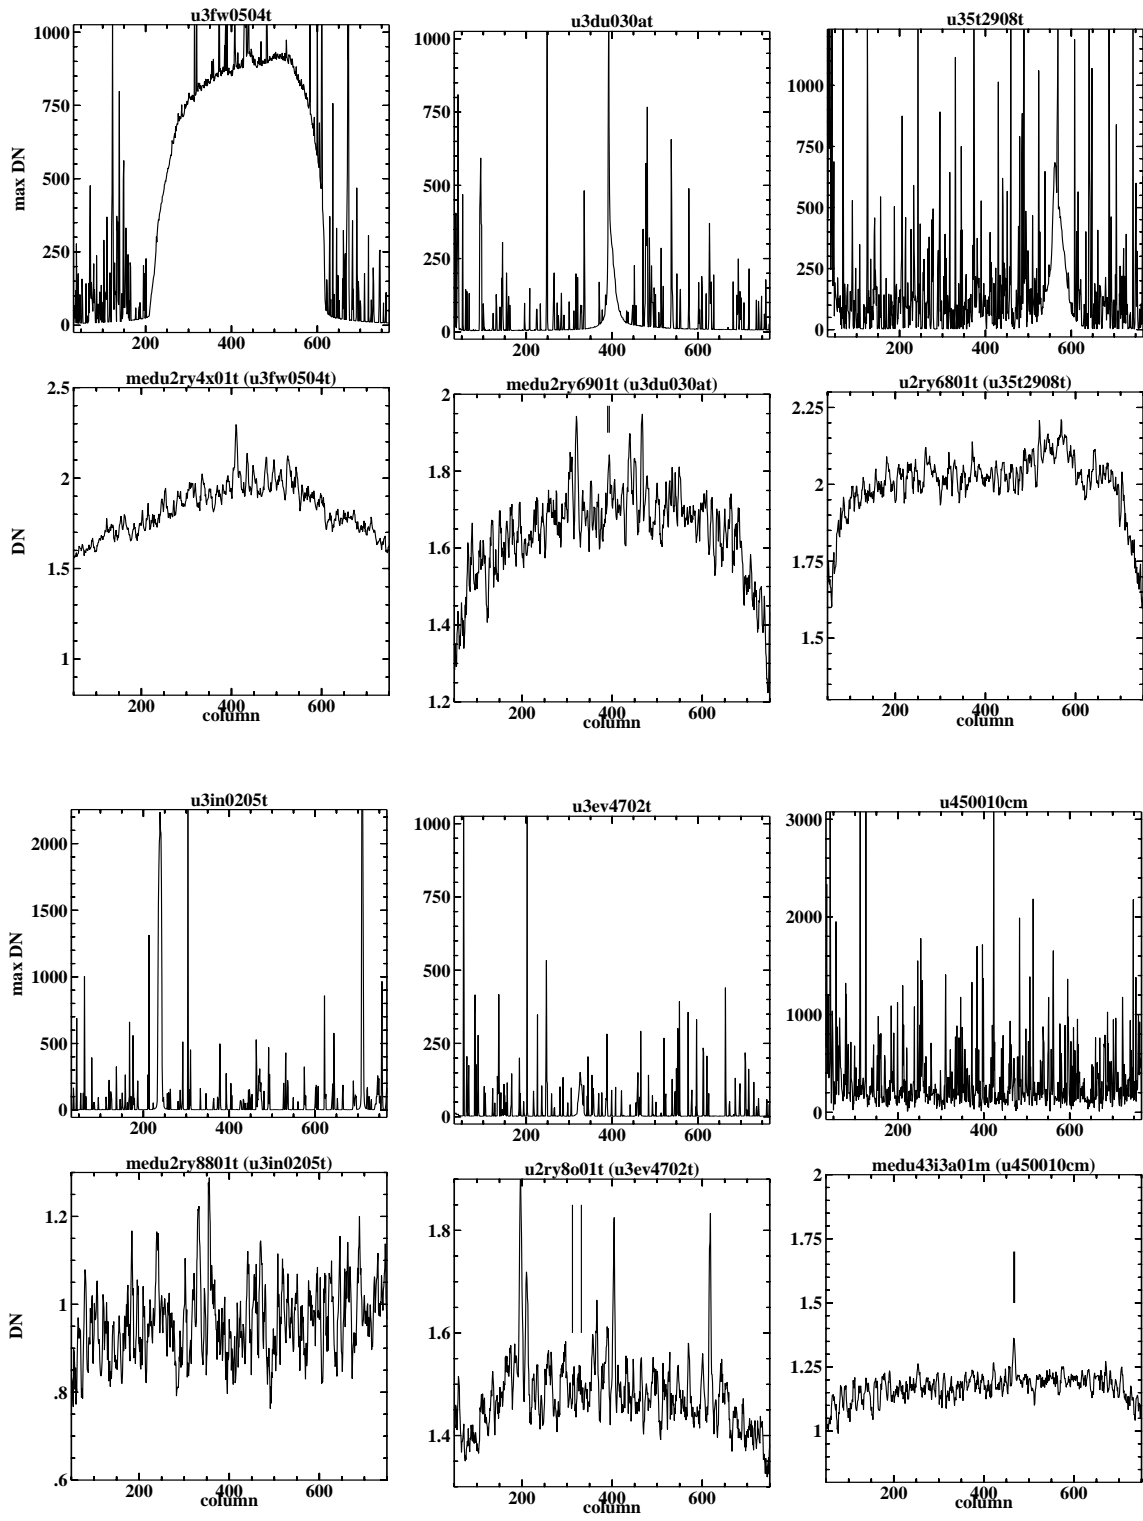 u3fw0504t
u3du030at
u35t2908t
1000
750
500
250
0
max DN
200 400 600
1000
750
500
250
0
200 400 600
1000
750
500
250
0
200 400 600
medu2ry4x01t (u3fw0504t)
medu2ry6901t (u3du030at)
u2ry6801t (u35t2908t)
2.5
2
1.5
1
DN
200 400 600
column
2
1.8
1.6
1.4
1.2
200 400 600
column
2.25
2
1.75
1.5
200 400 600
column
u3in0205t
u3ev4702t
u450010cm
2000
1500
1000
500
0
max DN
200 400 600
1000
750
500
250
0
200 400 600
3000
2000
1000
0
200 400 600
medu2ry8801t (u3in0205t)
u2ry8o01t (u3ev4702t)
medu43i3a01m (u450010cm)
1.2
1
.8
.6
DN
200 400 600
column
1.8
1.6
1.4
200 400 600
column
2
1.75
1.5
1.25
1
200 400 600
column